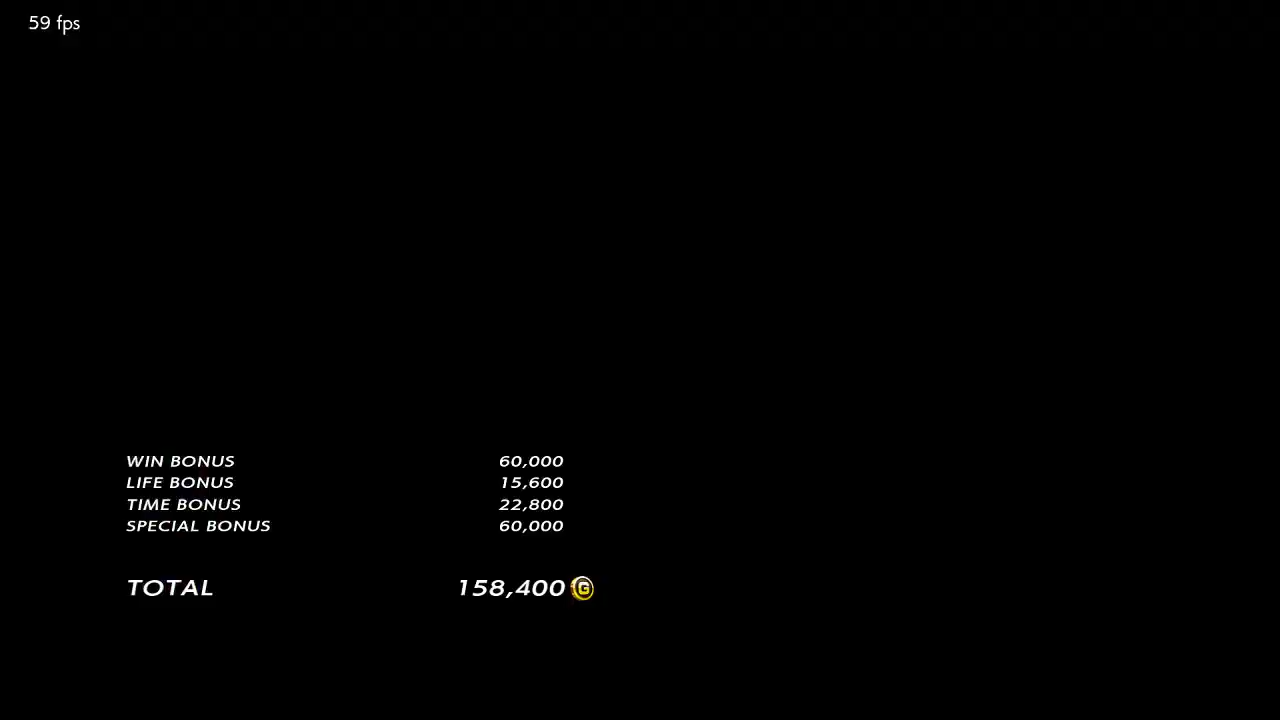 59 fps
WIN BONUS 60,000
LIFE BONUS 15,600
TIME BONUS 22,800
SPECIAL BONUS 60,000
TOTAL 158,400 G